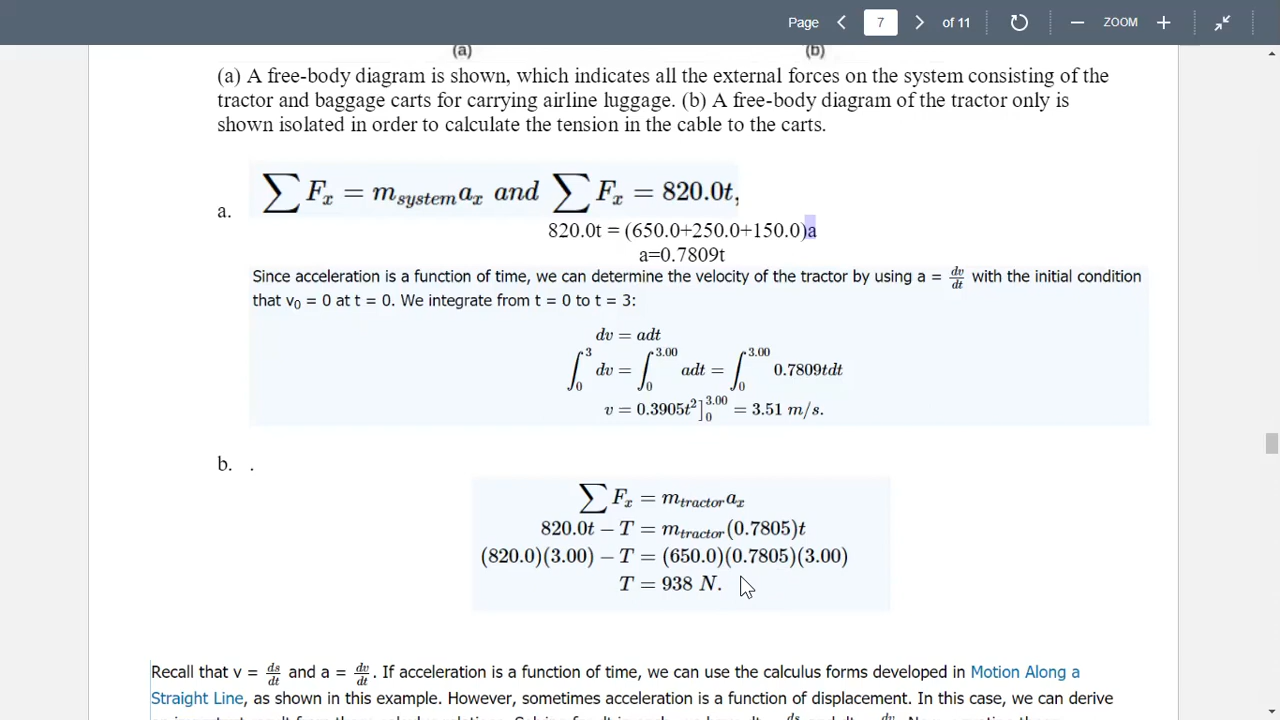 Page 7 of 11 ZOOM
(a) (b)
(a) A free-body diagram is shown, which indicates all the external forces on the system consisting of the
tractor and baggage carts for carrying airline luggage. (b) A free-body diagram of the tractor only is
shown isolated in order to calculate the tension in the cable to the carts.
a. ∑ Fₓ = m_system aₓ and ∑ Fₓ = 820.0t,
820.0t = (650.0+250.0+150.0)a
a=0.7809t
Since acceleration is a function of time, we can determine the velocity of the tractor by using a = dv/dt with the initial condition
that v₀ = 0 at t = 0. We integrate from t = 0 to t = 3:
dv = adt
∫₀³ dv = ∫₀^3.00 adt = ∫₀^3.00 0.7809tdt
v = 0.3905t²]₀^3.00 = 3.51 m/s.
b. .
∑ Fₓ = m_tractor aₓ
820.0t − T = m_tractor(0.7805)t
(820.0)(3.00) − T = (650.0)(0.7805)(3.00)
T = 938 N.
Recall that v = ds/dt and a = dv/dt. If acceleration is a function of time, we can use the calculus forms developed in Motion Along a
Straight Line, as shown in this example. However, sometimes acceleration is a function of displacement. In this case, we can derive